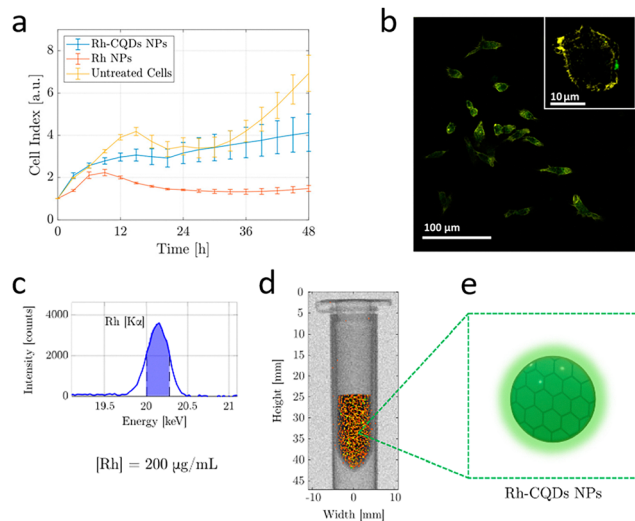 a
Cell Index [a.u.]
8
6
4
2
0
Rh-CQDs NPs
Rh NPs
Untreated Cells
0 12 24 36 48
Time [h]
b
10 µm
100 µm
c
Intensity [counts]
4000
2000
0
Rh [Kα]
19.5 20 20.5 21
Energy [keV]
[Rh] = 200 µg/mL
d
Height [mm]
0
5
10
15
20
25
30
35
40
45
-10 0 10
Width [mm]
e
Rh-CQDs NPs